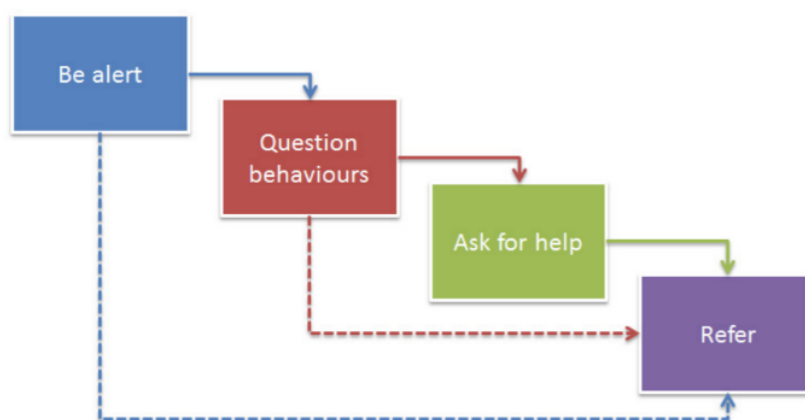 Be alert
Question
behaviours
Ask for help
Refer